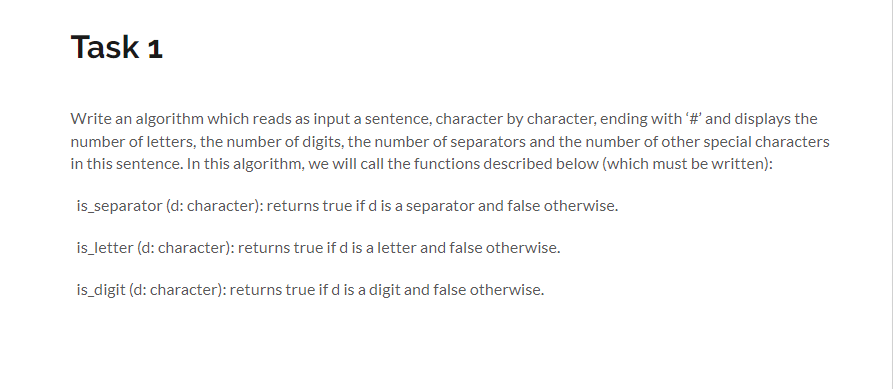 Task 1
Write an algorithm which reads as input a sentence, character by character, ending with ‘#’ and displays the
number of letters, the number of digits, the number of separators and the number of other special characters
in this sentence. In this algorithm, we will call the functions described below (which must be written):
is_separator (d: character): returns true if d is a separator and false otherwise.
is_letter (d: character): returns true if d is a letter and false otherwise.
is_digit (d: character): returns true if d is a digit and false otherwise.